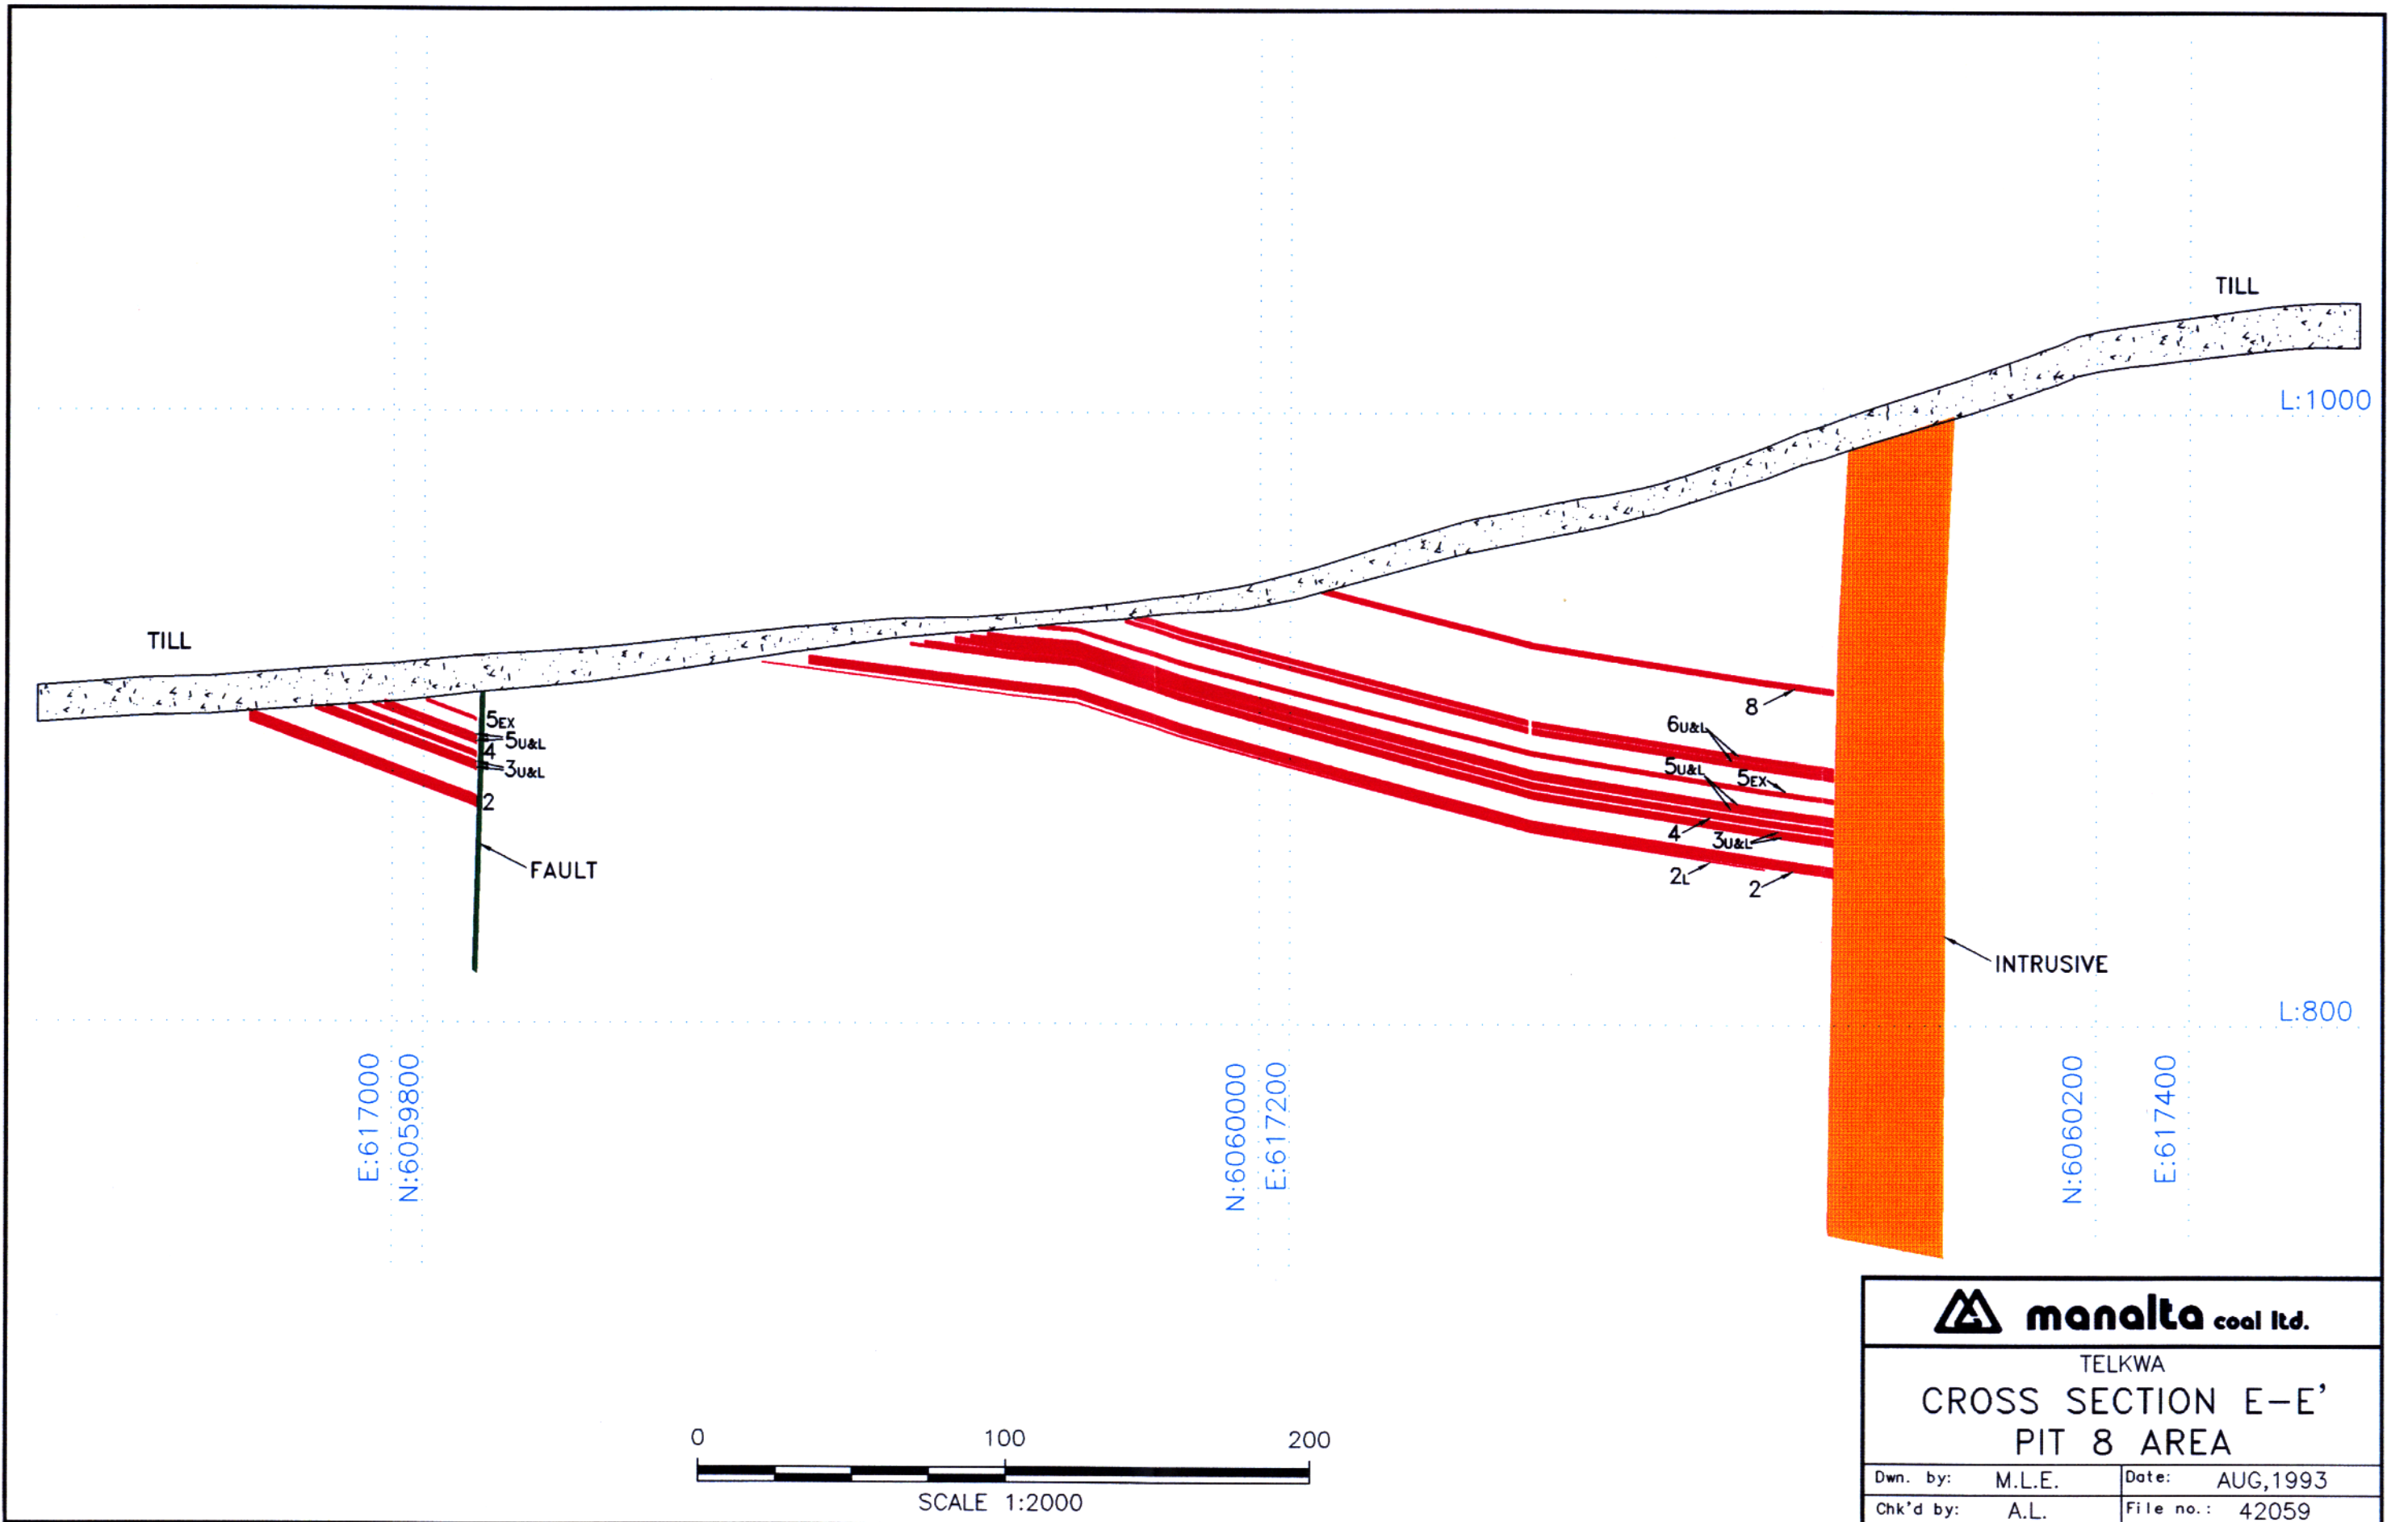 TILL
L:1000
TILL
8
6U&L
5U&L
5EX
4
3U&L
2L
2
5EX
5U&L
4
3U&L
2
FAULT
INTRUSIVE
L:800
E:617000
N:6059800
N:6060000
E:617200
N:6060200
E:617400
0 100 200
SCALE 1:2000
manalta coal ltd.
TELKWA
CROSS SECTION E-E'
PIT 8 AREA
Dwn. by: M.L.E. Date: AUG,1993
Chk'd by: A.L. File no.: 42059